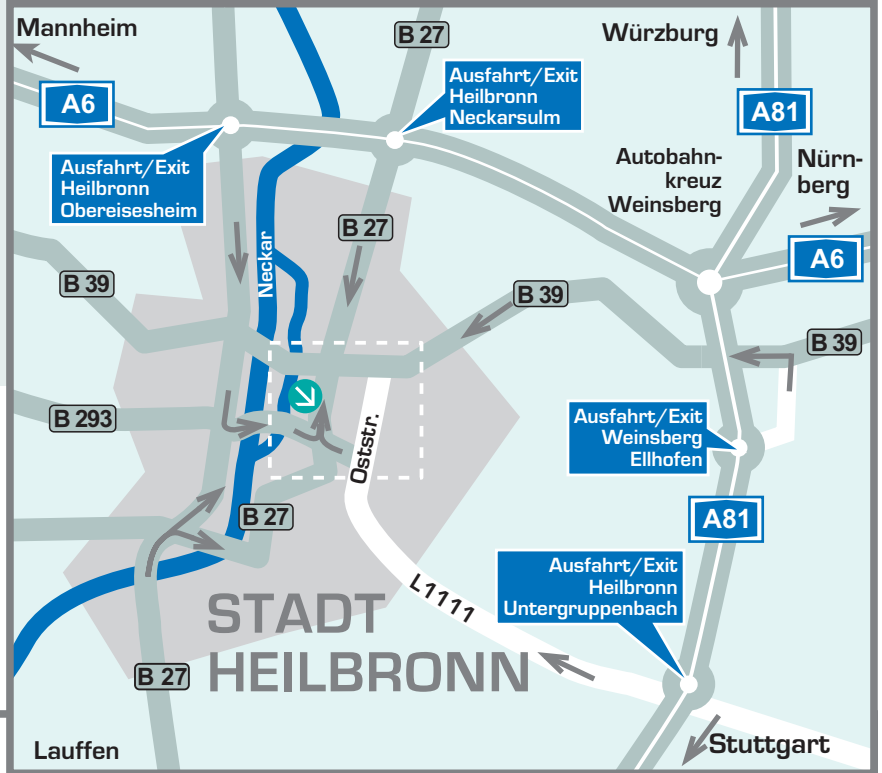 Mannheim
B 27
Würzburg
A6
Ausfahrt/Exit
Heilbronn
Neckarsulm
A81
Ausfahrt/Exit
Heilbronn
Obereisesheim
Autobahn-
kreuz
Weinsberg
Nürn-
berg
B 27
Neckar
A6
B 39
B 39
B 39
B 293
Oststr.
Ausfahrt/Exit
Weinsberg
Ellhofen
B 27
A81
Ausfahrt/Exit
Heilbronn
Untergruppenbach
L1111
STADT
HEILBRONN
B 27
Lauffen
Stuttgart